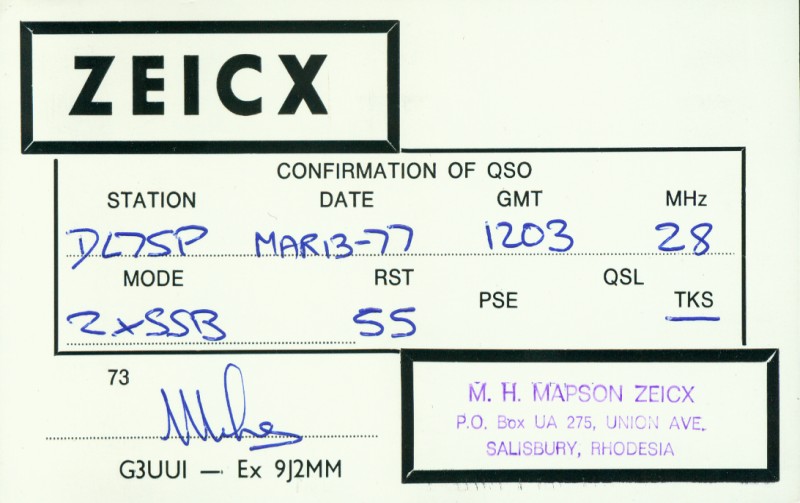 ZEICX
CONFIRMATION OF QSO
STATION DATE GMT MHz
DL7SP MAR13-77 1203 28
MODE RST QSL
PSE TKS
2xSSB 55
73
Mike
G3UUI — Ex 9J2MM
M. H. MAPSON ZEICX
P.O. Box UA 275, UNION AVE.
SALISBURY, RHODESIA